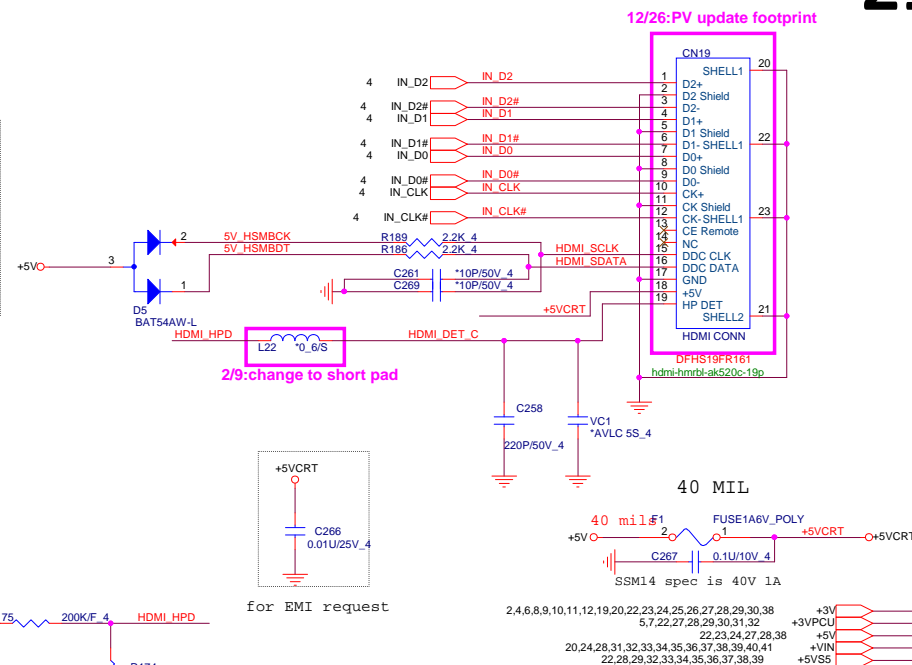 12/26:PV update footprint
CN19
SHELL1 20
4 IN_D2 IN_D2 1 D2+
2 D2 Shield
4 IN_D2# IN_D2# 3 D2-
4 IN_D1 IN_D1 4 D1+
5 D1 Shield
4 IN_D1# IN_D1# 6 D1- SHELL1 22
4 IN_D0 IN_D0 7 D0+
8 D0 Shield
4 IN_D0# IN_D0# 9 D0-
4 IN_CLK IN_CLK 10 CK+
11 CK Shield
4 IN_CLK# IN_CLK# 12 CK- SHELL1 23
13 CE Remote
14 NC
2 5V_HSMBCK R189 2.2K_4 HDMI_SCLK 15 DDC CLK
5V_HSMBDT R186 2.2K_4 HDMI_SDATA 16 DDC DATA
+5V 3
17 GND
C261 *10P/50V_4
18 +5V
1 C269 *10P/50V_4
19 HP DET
+5VCRT
SHELL2 21
D5
BAT54AW-L
HDMI_HPD L22 *0_6/S HDMI_DET_C
HDMI CONN
DFHS19FR161
hdmi-hmrbl-ak520c-19p
2/9:change to short pad
C258
220P/50V_4
VC1
*AVLC 5S_4
+5VCRT
C266
0.01U/25V_4
for EMI request
40 MIL
40 mils F1 FUSE1A6V_POLY
+5V 2 1 +5VCRT +5VCRT
C267 0.1U/10V_4
SSM14 spec is 40V 1A
75 200K/F_4 HDMI_HPD
2,4,6,8,9,10,11,12,19,20,22,23,24,25,26,27,28,29,30,38 +3V
5,7,22,27,28,29,30,31,32 +3VPCU
22,23,24,27,28,38 +5V
20,24,28,31,32,33,34,35,36,37,38,39,40,41 +VIN
22,28,29,32,33,34,35,36,37,38,39 +5VS5